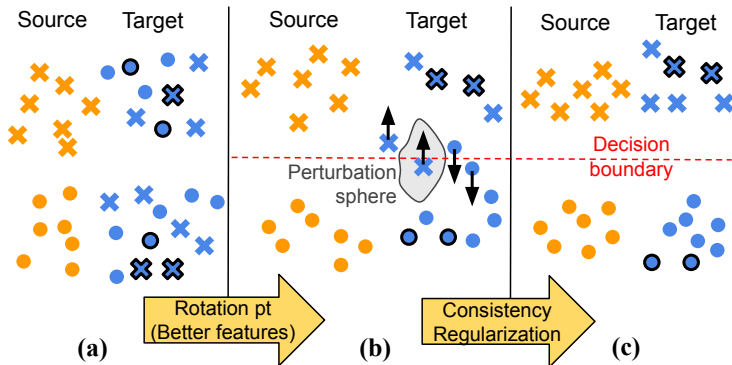 Source Target
Source Target
Source Target
Decision
boundary
Perturbation
sphere
Rotation pt
(Better features)
Consistency
Regularization
(a)
(b)
(c)